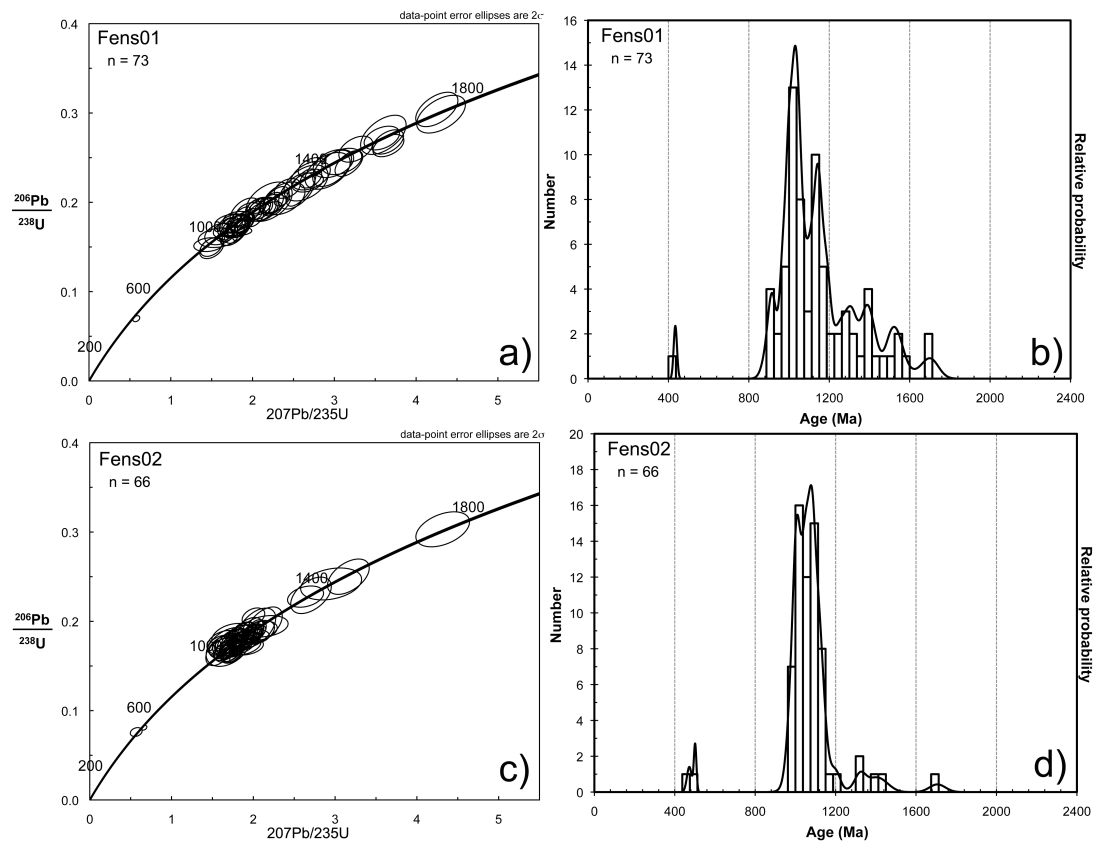 data-point error ellipses are 2σ
Fens01
n = 73
0.4
0.3
0.2
0.1
0.0
206Pb
238U
1800
1400
1000
600
200
a)
0 1 2 3 4 5
207Pb/235U
Fens01
n = 73
16
14
12
10
8
6
4
2
0
Number
Relative probability
b)
0 400 800 1200 1600 2000 2400
Age (Ma)
data-point error ellipses are 2σ
Fens02
n = 66
0.4
0.3
0.2
0.1
0.0
206Pb
238U
1800
1400
1000
600
200
c)
0 1 2 3 4 5
207Pb/235U
Fens02
n = 66
20
18
16
14
12
10
8
6
4
2
0
Number
Relative probability
d)
0 400 800 1200 1600 2000 2400
Age (Ma)